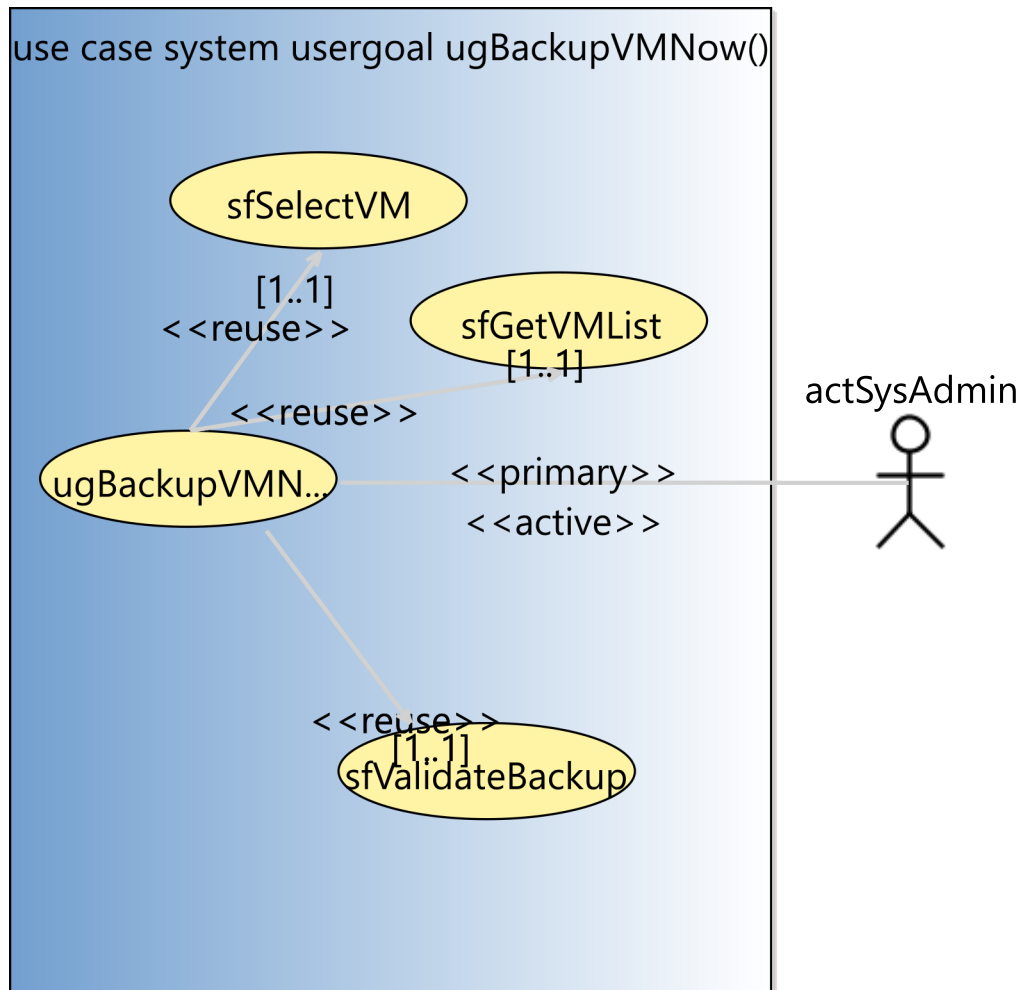 use case system usergoal ugBackupVMNow()
sfSelectVM
[1..1]
<<reuse>>
sfGetVMList
[1..1]
<<reuse>>
actSysAdmin
ugBackupVMN...
<<primary>>
<<active>>
<<reuse>>
[1..1]
sfValidateBackup